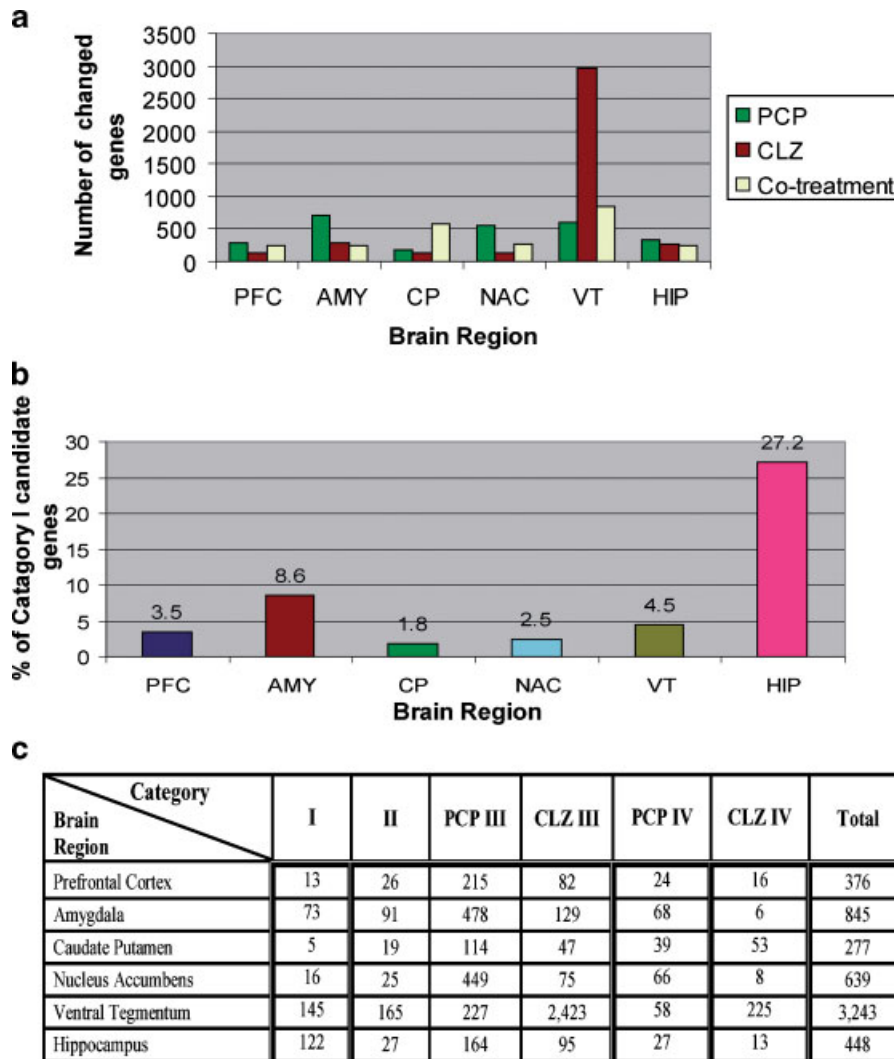 a
3500
3000
2500
2000
1500
1000
500
0
Number of changed
genes
PFC AMY CP NAC VT HIP
Brain Region
PCP
CLZ
Co-treatment
b
30
25
20
15
10
5
0
% of Catagory I candidate
genes
3.5 8.6 1.8 2.5 4.5 27.2
PFC AMY CP NAC VT HIP
Brain Region
c
Category
Brain
Region
I II PCP III CLZ III PCP IV CLZ IV Total
Prefrontal Cortex 13 26 215 82 24 16 376
Amygdala 73 91 478 129 68 6 845
Caudate Putamen 5 19 114 47 39 53 277
Nucleus Accumbens 16 25 449 75 66 8 639
Ventral Tegmentum 145 165 227 2,423 58 225 3,243
Hippocampus 122 27 164 95 27 13 448